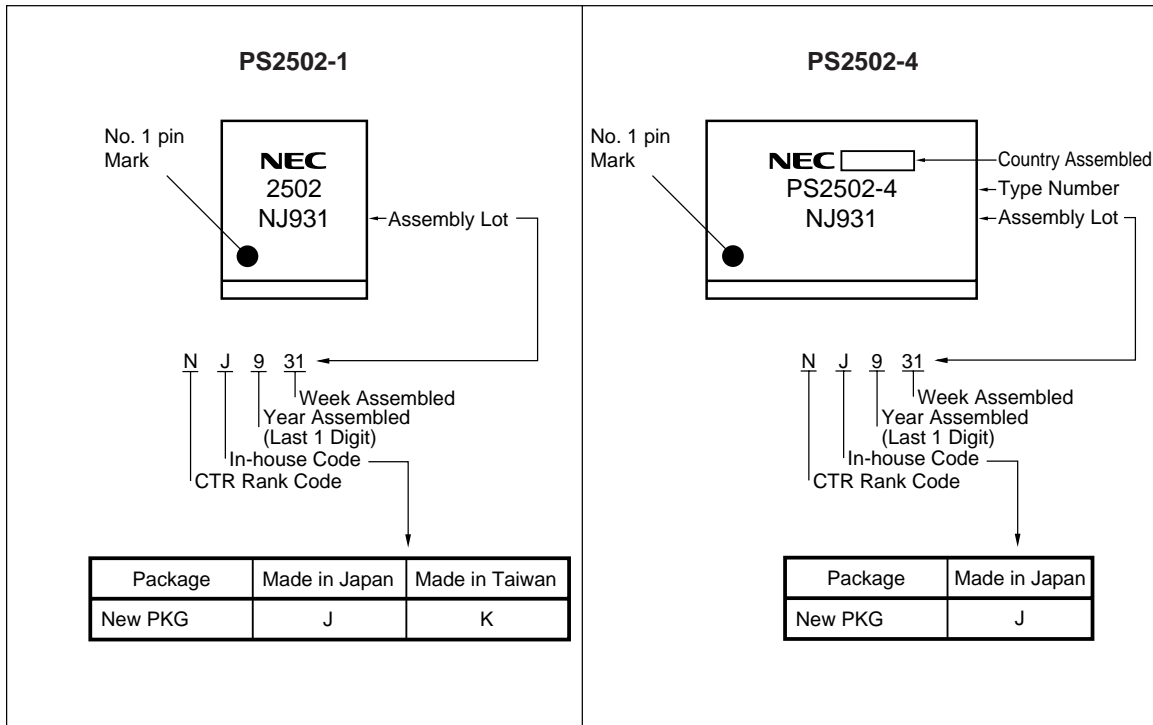 PS2502-1
No. 1 pin
Mark
NEC
2502
NJ931
Assembly Lot
N J 9 31
Week Assembled
Year Assembled
(Last 1 Digit)
In-house Code
CTR Rank Code
Package Made in Japan Made in Taiwan
New PKG J K
PS2502-4
No. 1 pin
Mark
NEC
Country Assembled
PS2502-4
Type Number
NJ931
Assembly Lot
N J 9 31
Week Assembled
Year Assembled
(Last 1 Digit)
In-house Code
CTR Rank Code
Package Made in Japan
New PKG J